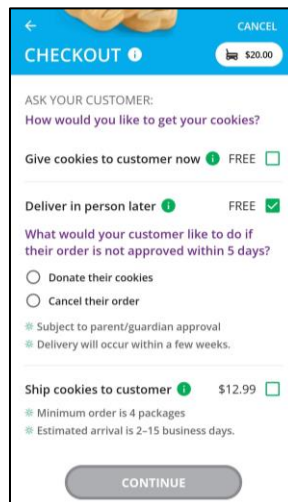 CANCEL
CHECKOUT
$20.00
ASK YOUR CUSTOMER:
How would you like to get your cookies?
Give cookies to customer now FREE
Deliver in person later FREE
What would your customer like to do if
their order is not approved within 5 days?
Donate their cookies
Cancel their order
Subject to parent/guardian approval
Delivery will occur within a few weeks.
Ship cookies to customer $12.99
Minimum order is 4 packages
Estimated arrival is 2–15 business days.
CONTINUE